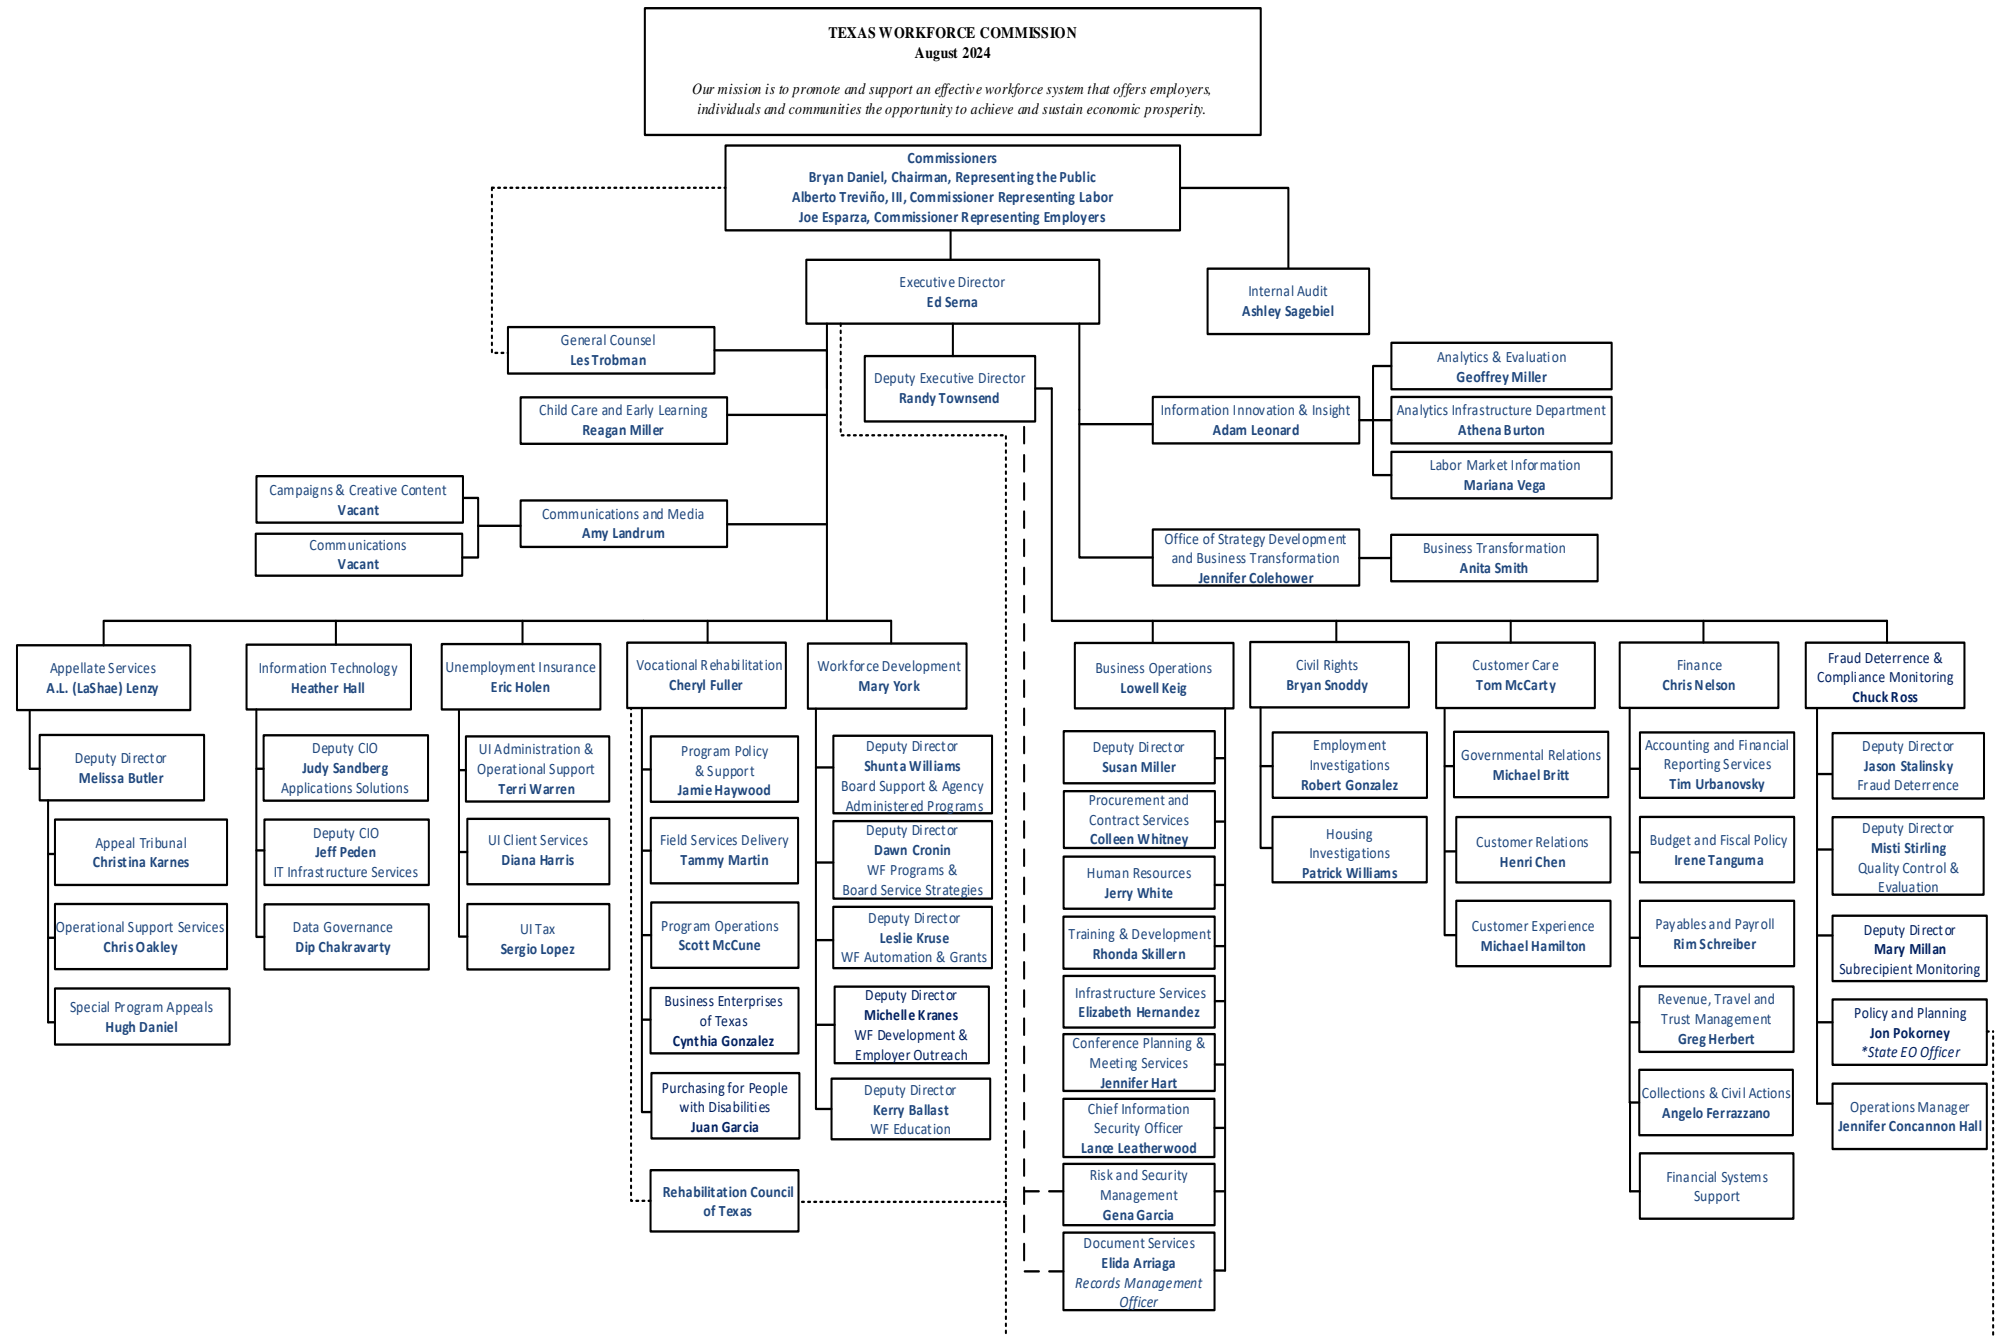 TEXAS WORKFORCE COMMISSION
August 2024
Our mission is to promote and support an effective workforce system that offers employers,
individuals and communities the opportunity to achieve and sustain economic prosperity.
Commissioners
Bryan Daniel, Chairman, Representing the Public
Alberto Treviño, III, Commissioner Representing Labor
Joe Esparza, Commissioner Representing Employers
Executive Director
Ed Serna
Internal Audit
Ashley Sagebiel
General Counsel
Les Trobman
Deputy Executive Director
Randy Townsend
Child Care and Early Learning
Reagan Miller
Information Innovation & Insight
Adam Leonard
Analytics & Evaluation
Geoffrey Miller
Analytics Infrastructure Department
Athena Burton
Labor Market Information
Mariana Vega
Campaigns & Creative Content
Vacant
Communications
Vacant
Communications and Media
Amy Landrum
Office of Strategy Development
and Business Transformation
Jennifer Colehower
Business Transformation
Anita Smith
Appellate Services
A.L. (LaShae) Lenzy
Deputy Director
Melissa Butler
Appeal Tribunal
Christina Karnes
Operational Support Services
Chris Oakley
Special Program Appeals
Hugh Daniel
Information Technology
Heather Hall
Deputy CIO
Judy Sandberg
Applications Solutions
Deputy CIO
Jeff Peden
IT Infrastructure Services
Data Governance
Dip Chakravarty
Unemployment Insurance
Eric Holen
UI Administration &
Operational Support
Terri Warren
UI Client Services
Diana Harris
UI Tax
Sergio Lopez
Vocational Rehabilitation
Cheryl Fuller
Program Policy
& Support
Jamie Haywood
Field Services Delivery
Tammy Martin
Program Operations
Scott McCune
Business Enterprises
of Texas
Cynthia Gonzalez
Purchasing for People
with Disabilities
Juan Garcia
Rehabilitation Council
of Texas
Workforce Development
Mary York
Deputy Director
Shunta Williams
Board Support & Agency
Administered Programs
Deputy Director
Dawn Cronin
WF Programs &
Board Service Strategies
Deputy Director
Leslie Kruse
WF Automation & Grants
Deputy Director
Michelle Kranes
WF Development &
Employer Outreach
Deputy Director
Kerry Ballast
WF Education
Business Operations
Lowell Keig
Deputy Director
Susan Miller
Procurement and
Contract Services
Colleen Whitney
Human Resources
Jerry White
Training & Development
Rhonda Skillern
Infrastructure Services
Elizabeth Hernandez
Conference Planning &
Meeting Services
Jennifer Hart
Chief Information
Security Officer
Lance Leatherwood
Risk and Security
Management
Gena Garcia
Document Services
Elida Arriaga
Records Management
Officer
Civil Rights
Bryan Snoddy
Employment
Investigations
Robert Gonzalez
Housing
Investigations
Patrick Williams
Customer Care
Tom McCarty
Governmental Relations
Michael Britt
Customer Relations
Henri Chen
Customer Experience
Michael Hamilton
Finance
Chris Nelson
Accounting and Financial
Reporting Services
Tim Urbanovsky
Budget and Fiscal Policy
Irene Tanguma
Payables and Payroll
Rim Schreiber
Revenue, Travel and
Trust Management
Greg Herbert
Collections & Civil Actions
Angelo Ferrazzano
Financial Systems
Support
Fraud Deterrence &
Compliance Monitoring
Chuck Ross
Deputy Director
Jason Stalinsky
Fraud Deterrence
Deputy Director
Misti Stirling
Quality Control &
Evaluation
Deputy Director
Mary Millan
Subrecipient Monitoring
Policy and Planning
Jon Pokorney
*State EO Officer
Operations Manager
Jennifer Concannon Hall